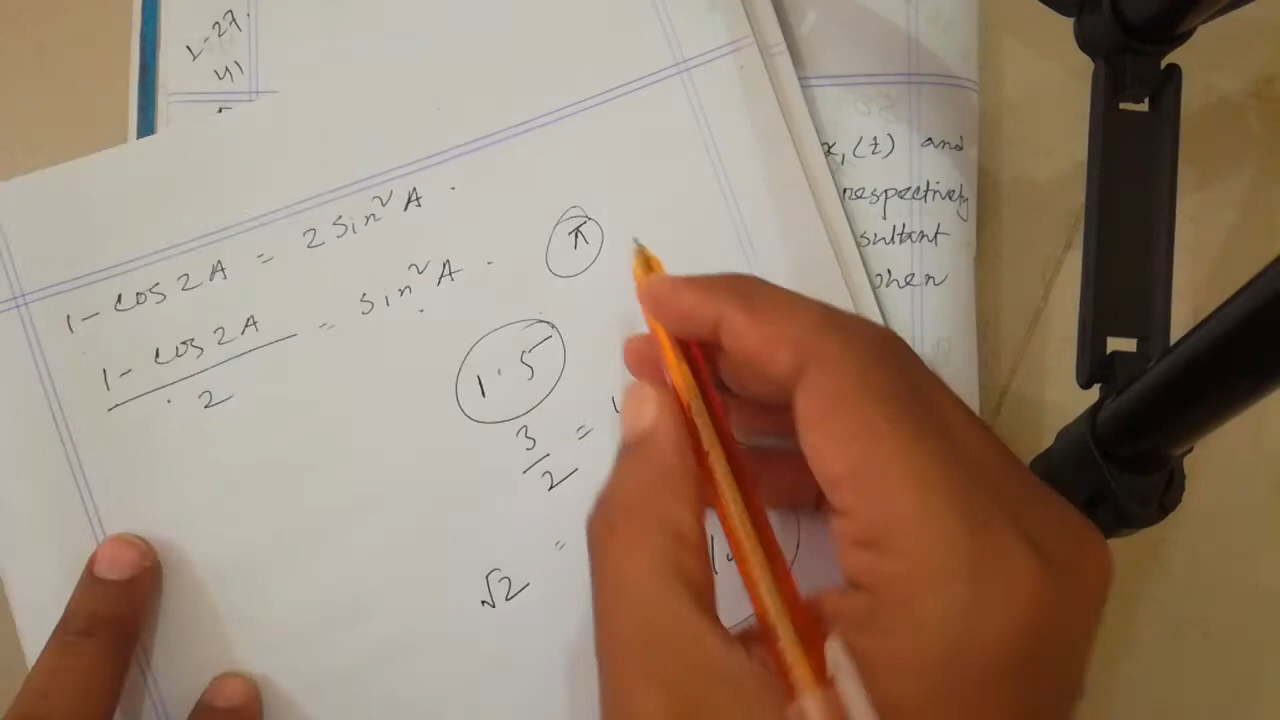 L-27
41
1 - cos 2A = 2 sin²A .
1 - cos 2A / 2 = sin²A .
π
1.5
3/2 =
√2 =
x₁(t) and
respectively
sultant
when